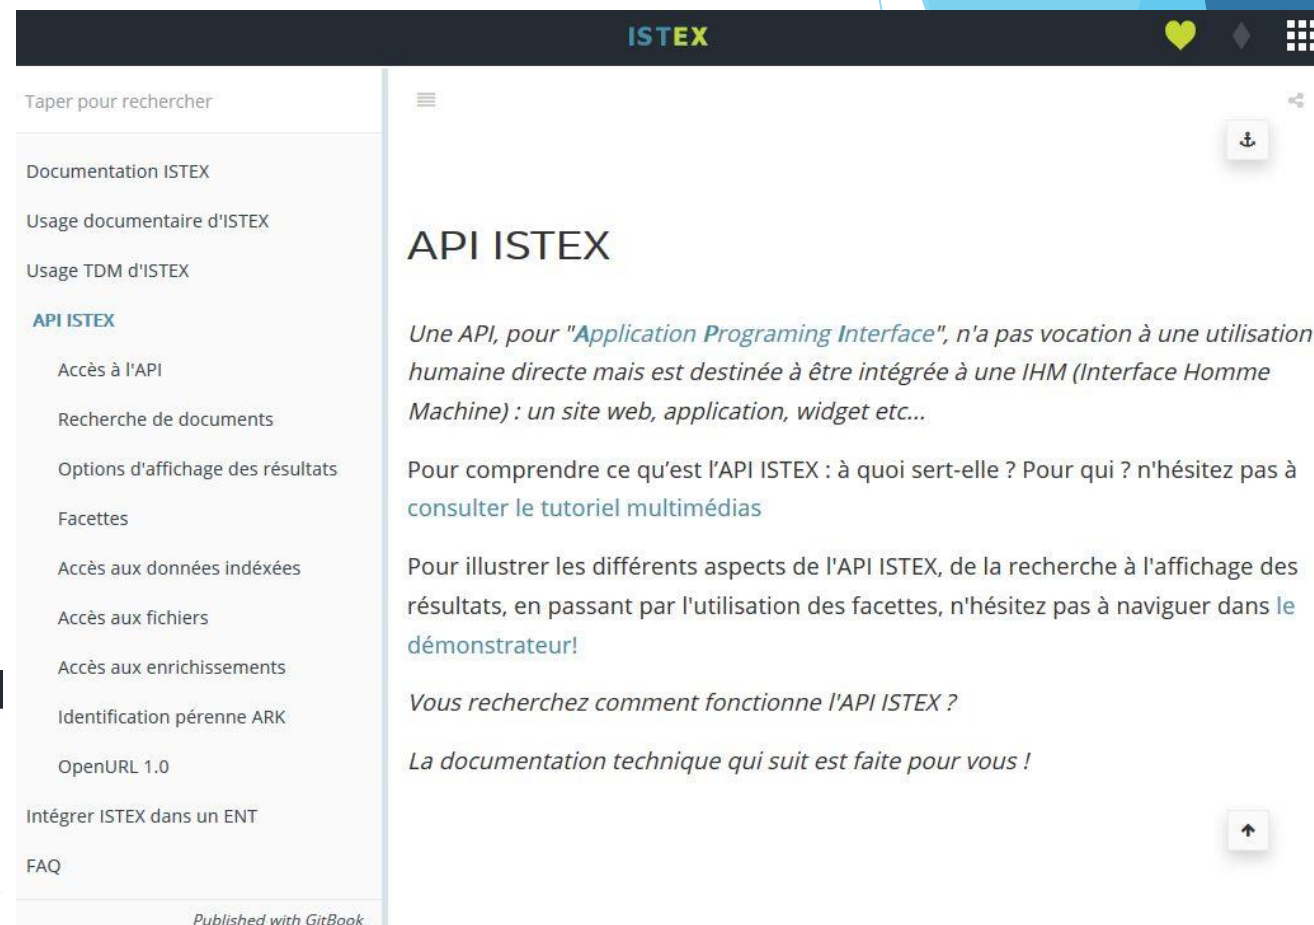 ISTEX
Taper pour rechercher
Documentation ISTEX
Usage documentaire d'ISTEX
Usage TDM d'ISTEX
API ISTEX
Accès à l'API
Recherche de documents
Options d'affichage des résultats
Facettes
Accès aux données indéxées
Accès aux fichiers
Accès aux enrichissements
Identification pérenne ARK
OpenURL 1.0
Intégrer ISTEX dans un ENT
FAQ
Published with GitBook
API ISTEX
Une API, pour "Application Programing Interface", n'a pas vocation à une utilisation
humaine directe mais est destinée à être intégrée à une IHM (Interface Homme
Machine) : un site web, application, widget etc...
Pour comprendre ce qu’est l’API ISTEX : à quoi sert-elle ? Pour qui ? n'hésitez pas à
consulter le tutoriel multimédias
Pour illustrer les différents aspects de l'API ISTEX, de la recherche à l'affichage des
résultats, en passant par l'utilisation des facettes, n'hésitez pas à naviguer dans le
démonstrateur!
Vous recherchez comment fonctionne l'API ISTEX ?
La documentation technique qui suit est faite pour vous !